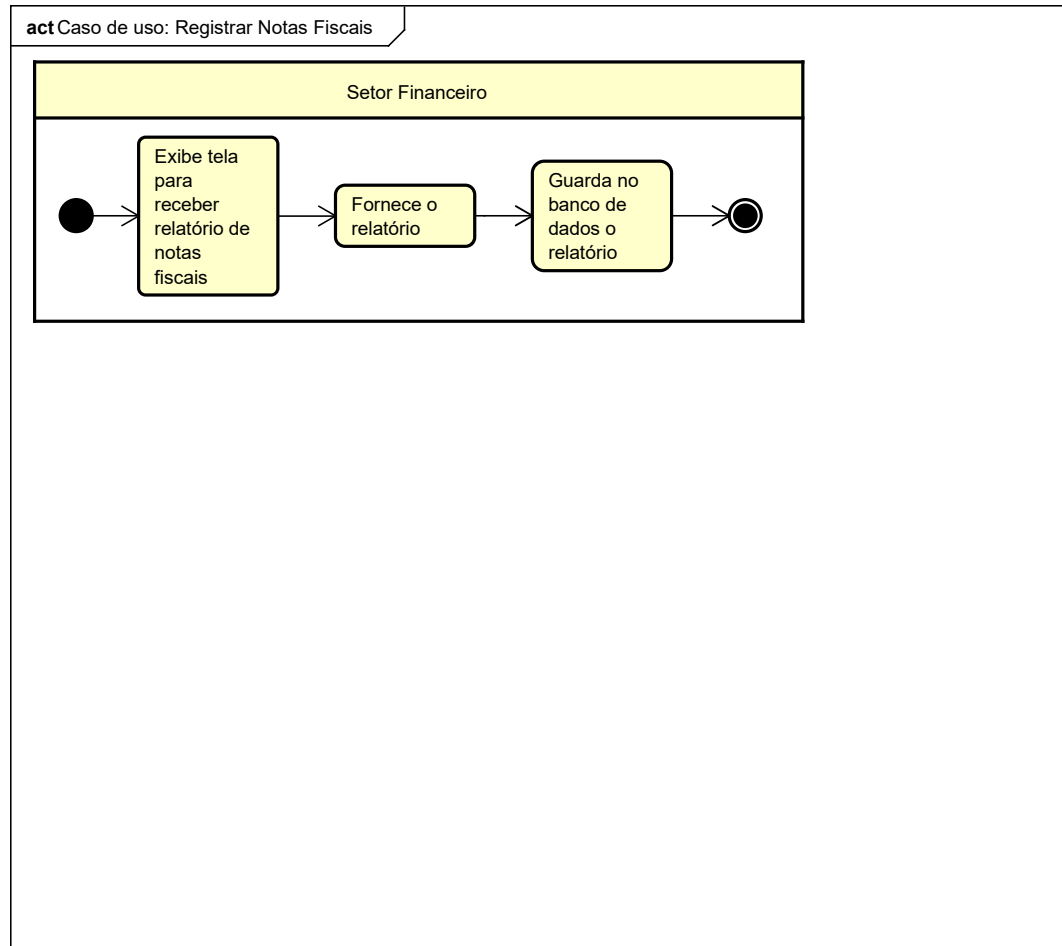 act Caso de uso: Registrar Notas Fiscais
Setor Financeiro
Exibe tela
para
receber
relatório de
notas
fiscais
Fornece o
relatório
Guarda no
banco de
dados o
relatório